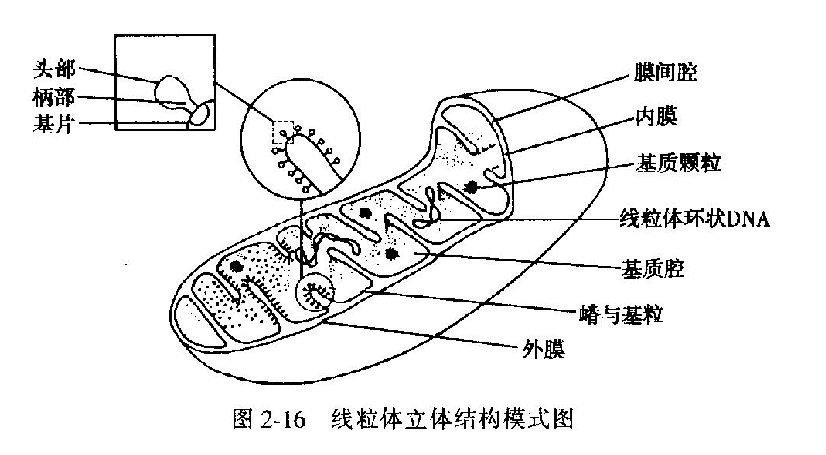 头部
柄部
基片
膜间腔
内膜
基质颗粒
线粒体环状DNA
基质腔
嵴与基粒
外膜
图 2-16 线粒体立体结构模式图